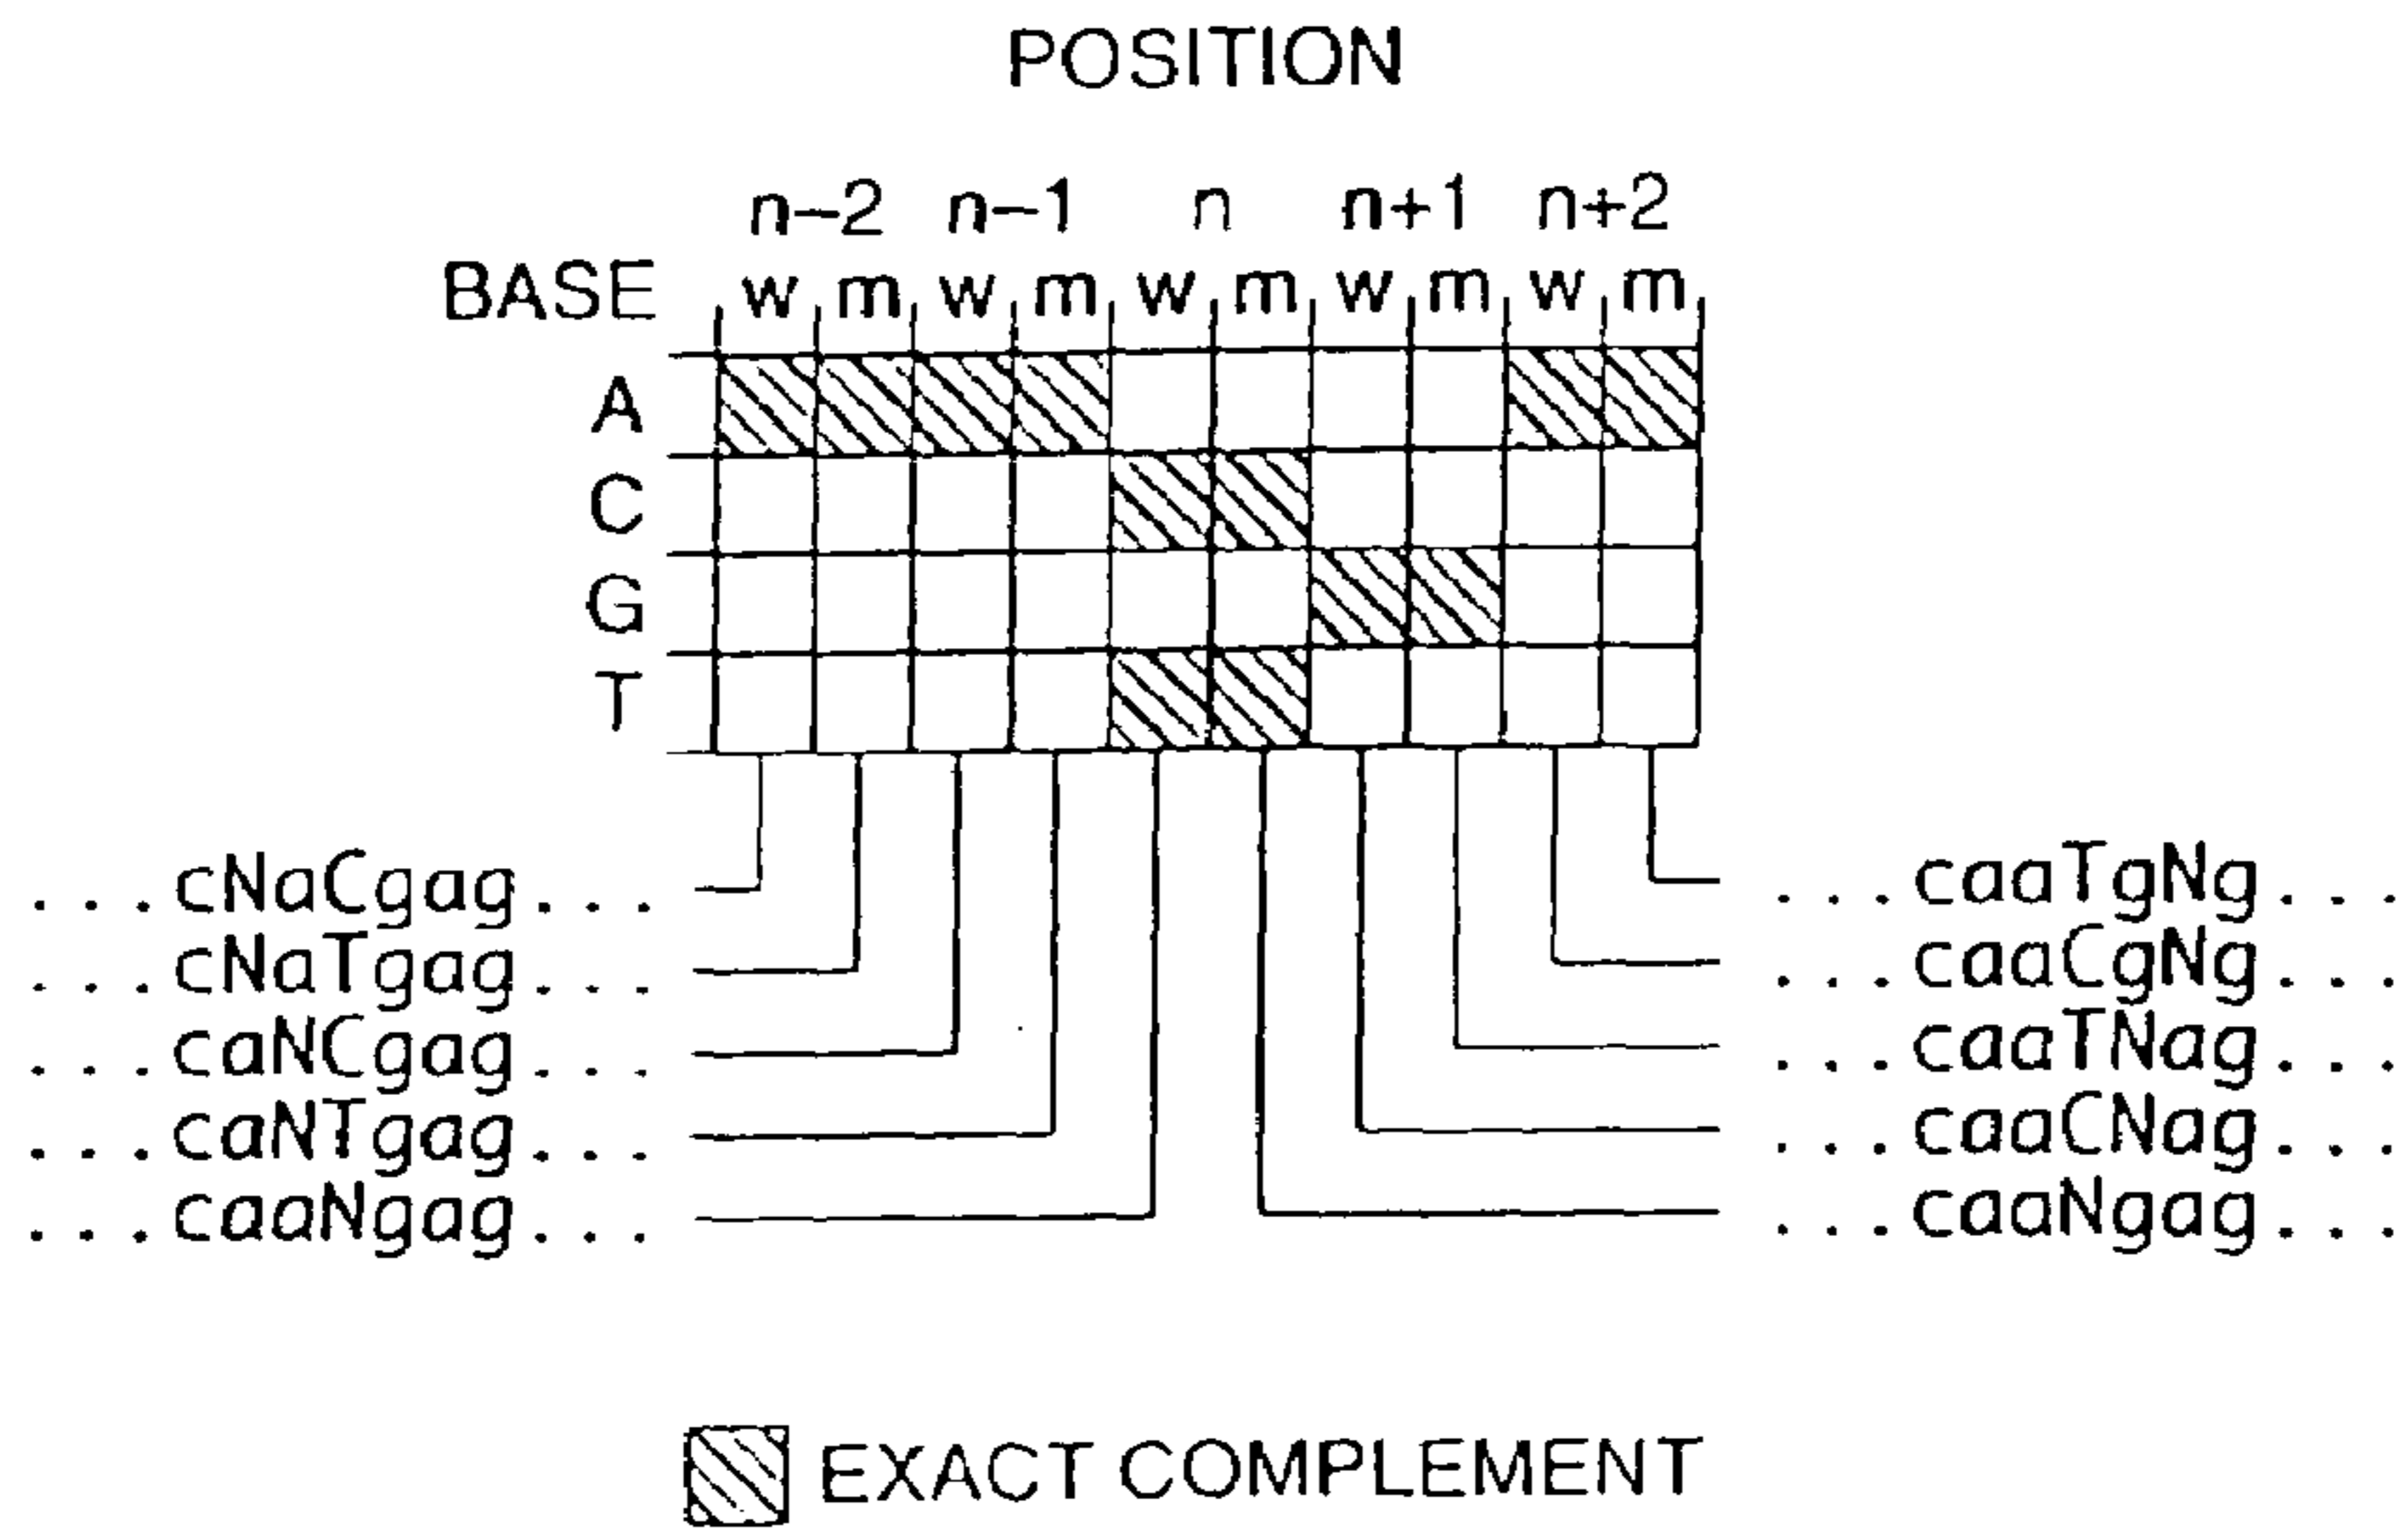 POSITION
n−2 n−1 n n+1 n+2
BASE w m w m w m w m w m
A
C
G
T
...cNaCgag... ...caaTgNg...
...cNaTgag... ...caaCgNg...
...caNCgag... ...caaTNag...
...caNTgag... ...caaCNag...
...caaNgag... ...caaNgag...
EXACT COMPLEMENT